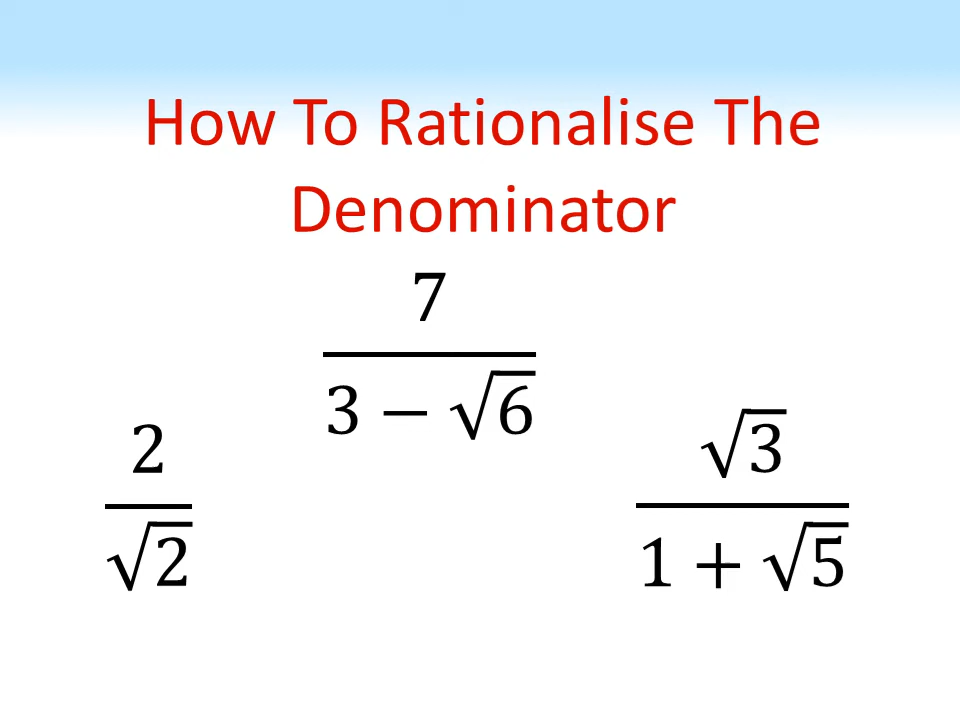 How To Rationalise The
Denominator
7
3 − √6
2
√2
√3
1 + √5